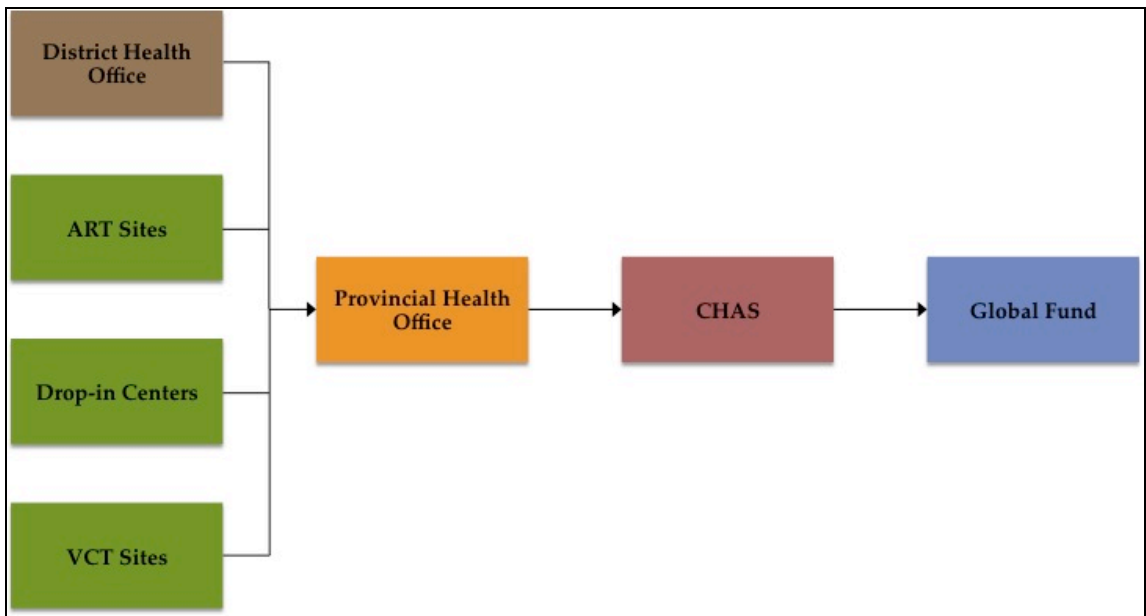 District Health
Office
ART Sites
Drop-in Centers
VCT Sites
Provincial Health
Office
CHAS
Global Fund